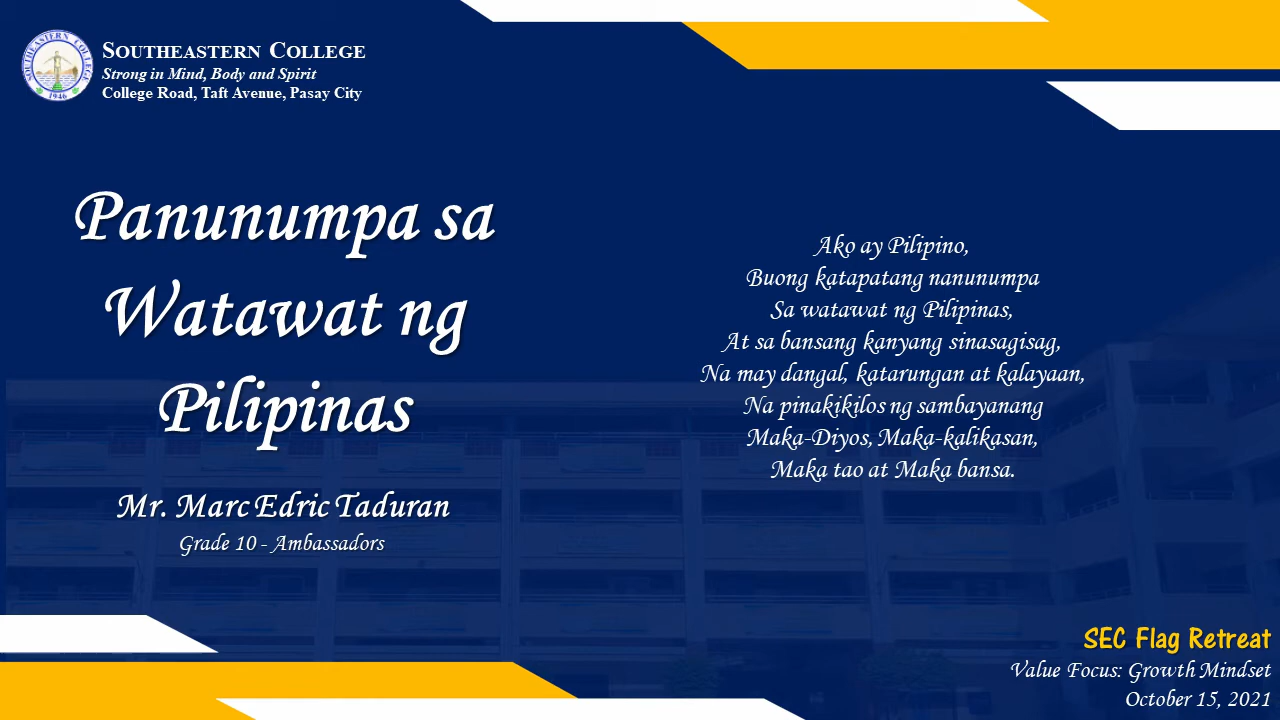 SOUTHEASTERN COLLEGE
Strong in Mind, Body and Spirit
College Road, Taft Avenue, Pasay City
SOUTHEASTERN COLLEGE
1946
Panunumpa sa
Watawat ng
Pilipinas
Mr. Marc Edric Taduran
Grade 10 - Ambassadors
Ako ay Pilipino,
Buong katapatang nanunumpa
Sa watawat ng Pilipinas,
At sa bansang kanyang sinasagisag,
Na may dangal, katarungan at kalayaan,
Na pinakikilos ng sambayanang
Maka-Diyos, Maka-kalikasan,
Maka tao at Maka bansa.
SEC Flag Retreat
Value Focus: Growth Mindset
October 15, 2021